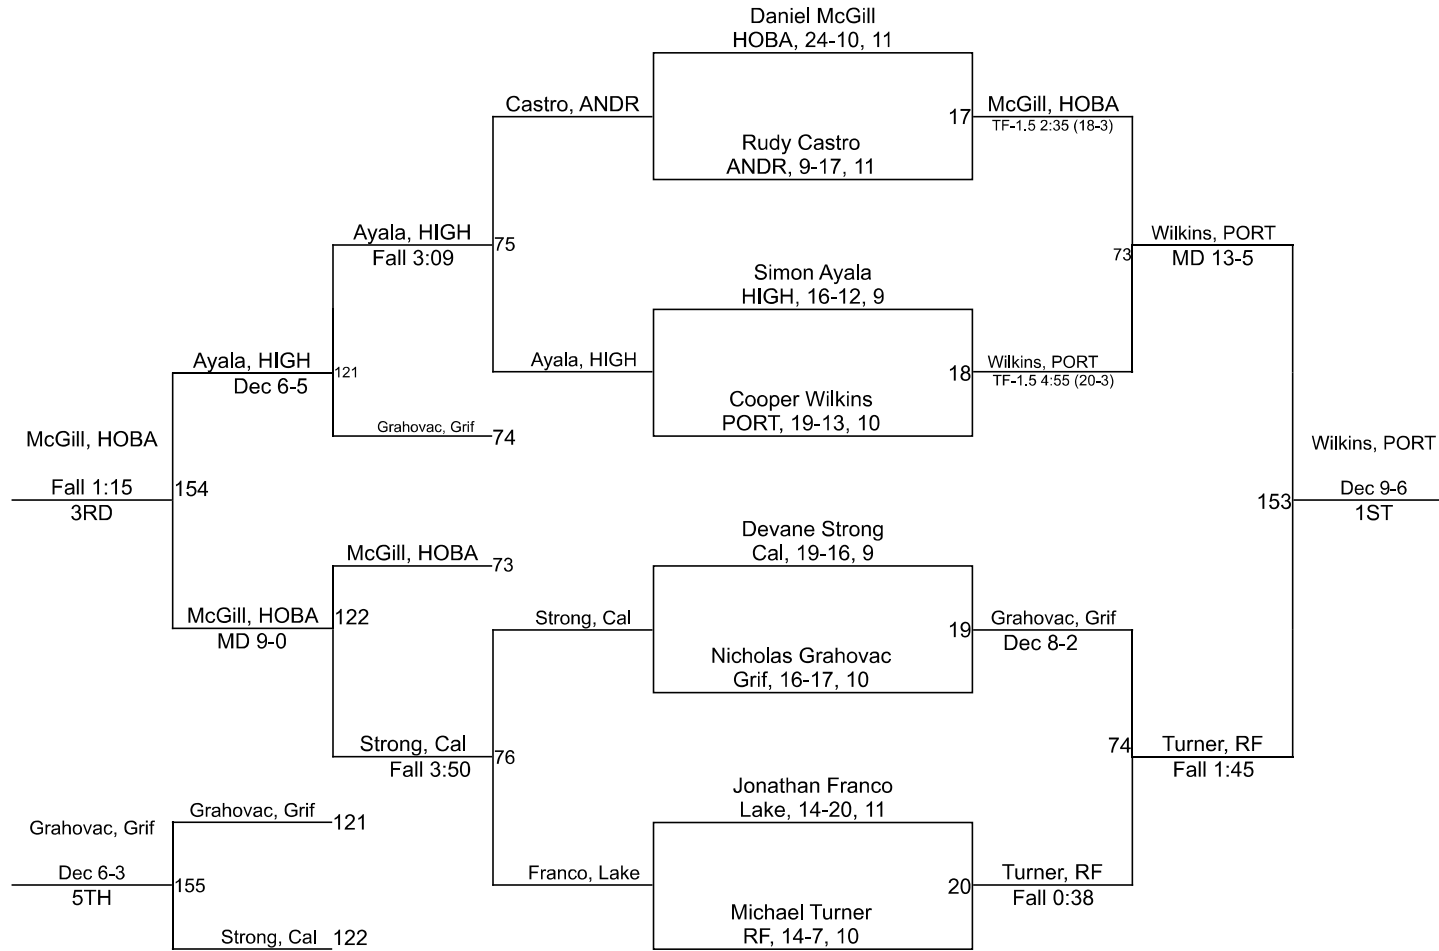 Daniel McGill
HOBA, 24-10, 11
Castro, ANDR
17
McGill, HOBA
TF-1.5 2:35 (18-3)
Rudy Castro
ANDR, 9-17, 11
Ayala, HIGH
Fall 3:09
75
73
Wilkins, PORT
MD 13-5
Simon Ayala
HIGH, 16-12, 9
Ayala, HIGH
Dec 6-5
121
Ayala, HIGH
18
Wilkins, PORT
TF-1.5 4:55 (20-3)
Cooper Wilkins
PORT, 19-13, 10
Grahovac, Grif
74
McGill, HOBA
Fall 1:15
3RD
154
Wilkins, PORT
153
Dec 9-6
1ST
Devane Strong
Cal, 19-16, 9
McGill, HOBA
73
McGill, HOBA
MD 9-0
122
Strong, Cal
19
Grahovac, Grif
Dec 8-2
Nicholas Grahovac
Grif, 16-17, 10
Strong, Cal
Fall 3:50
76
74
Turner, RF
Fall 1:45
Jonathan Franco
Lake, 14-20, 11
Grahovac, Grif
121
Grahovac, Grif
Dec 6-3
5TH
155
Franco, Lake
20
Turner, RF
Fall 0:38
Michael Turner
RF, 14-7, 10
Strong, Cal
122